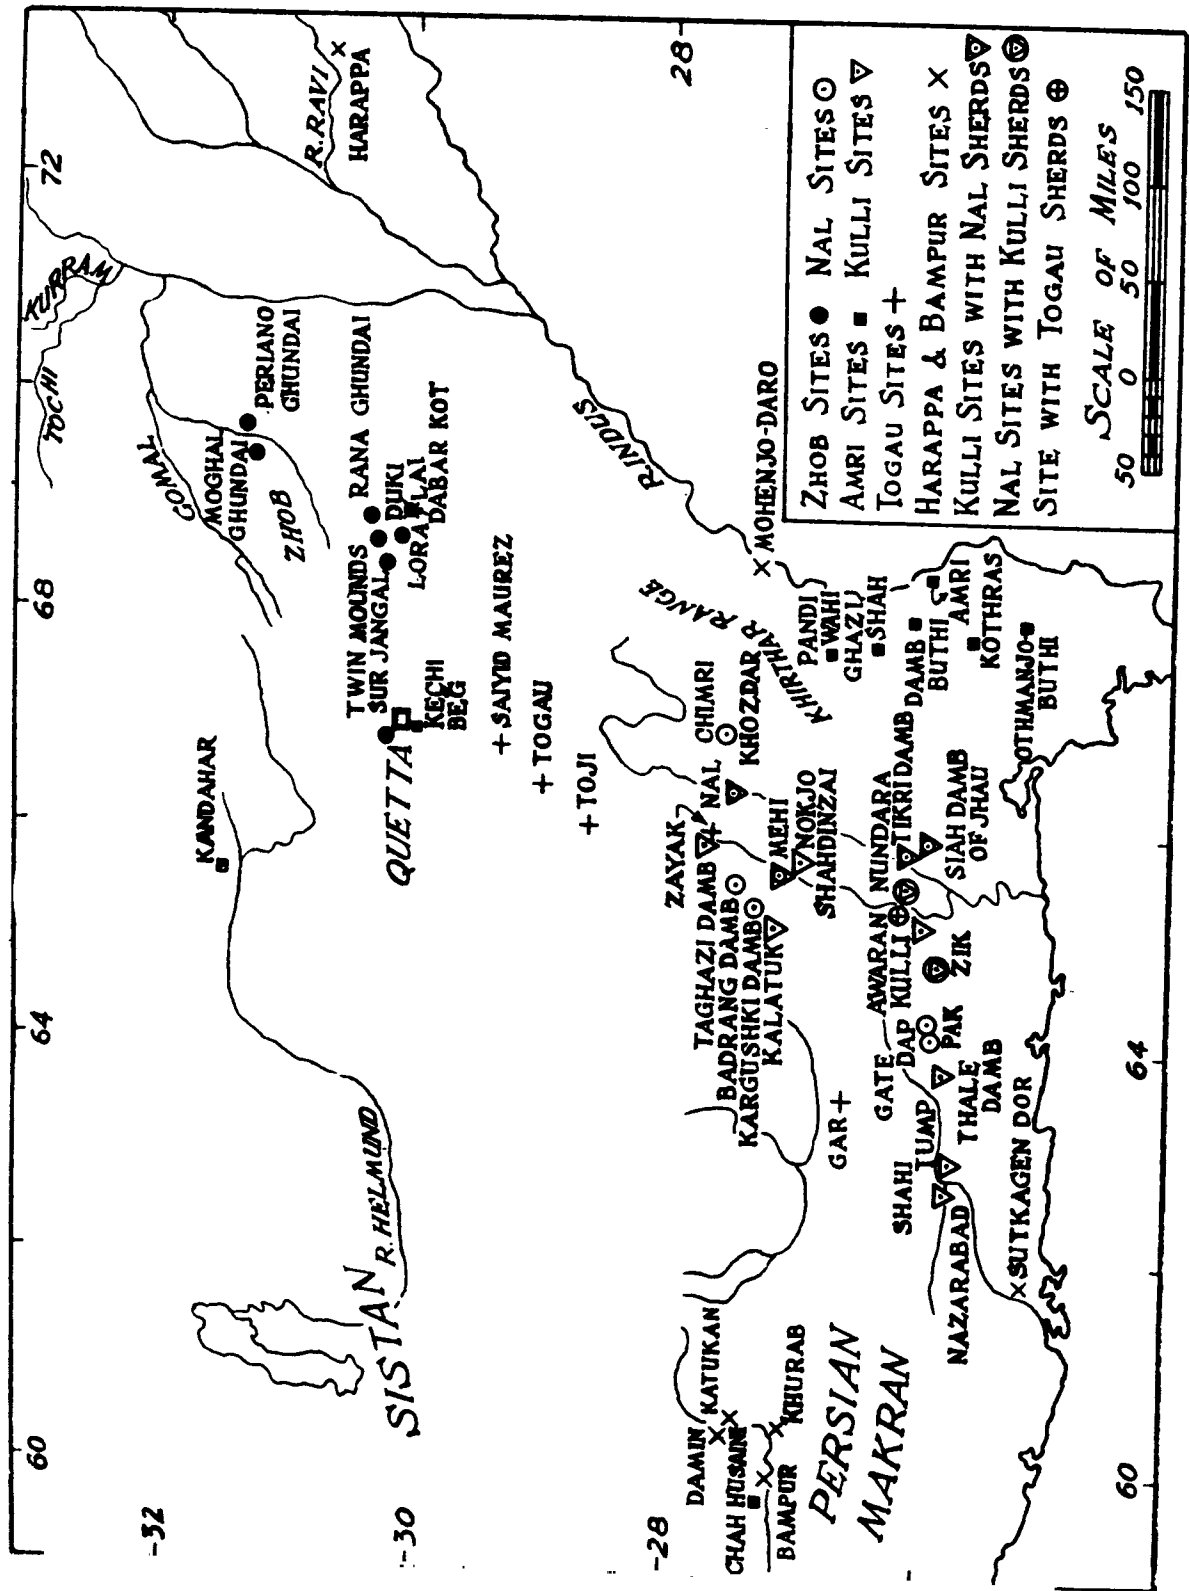 60
64
68
72
-32
-30
-28
28
64
60
KURRAM
TOCHI
GOMAL
ZHOB
MOGHAL
GHUNDAI
PERIANO
GHUNDAI
R. RAVI
HARAPPA
KANDAHAR
TWIN MOUNDS
SUR JANGAL
RANA GHUNDAI
DUKI
LORALAI
DABAR KOT
QUETTA
KECHI
BEG
SAIYID MAUREZ
TOGAU
TOJI
R. INDUS
MOHENJO-DARO
SISTAN
R. HELMUND
KHIRTHAR RANGE
CHIMRI
KHOZDAR
NAL
ZAYAK
TAGHAZI DAMB
BADRANG DAMB
KARGUSHKI DAMB
KALATUK
MEHI
NOKJO
SHAHDINZAI
PANDI
WAHI
GHAZI
SHAH
DAMB
BUTHI
AMRI
KOTHRAS
OTHMANJO-
BUTHI
GAR
AWARAN
NUNDARA
TIKRI DAMB
SIAH DAMB
OF JHAU
KULLI
ZIK
GATE
DAP
PAK
THALE
DAMB
SHAHI
TUMP
NAZARABAD
SUTKAGEN DOR
DAMIN
KATUKAN
CHAH HUSAINI
KHURAB
BAMPUR
PERSIAN
MAKRAN
ZHOB SITES ● NAL SITES ⊙
AMRI SITES ■ KULLI SITES ▽
TOGAU SITES +
HARAPPA & BAMPUR SITES ×
KULLI SITES WITH NAL SHERDS
NAL SITES WITH KULLI SHERDS
SITE WITH TOGAU SHERDS ⊕
SCALE OF MILES
50 0 50 100 150